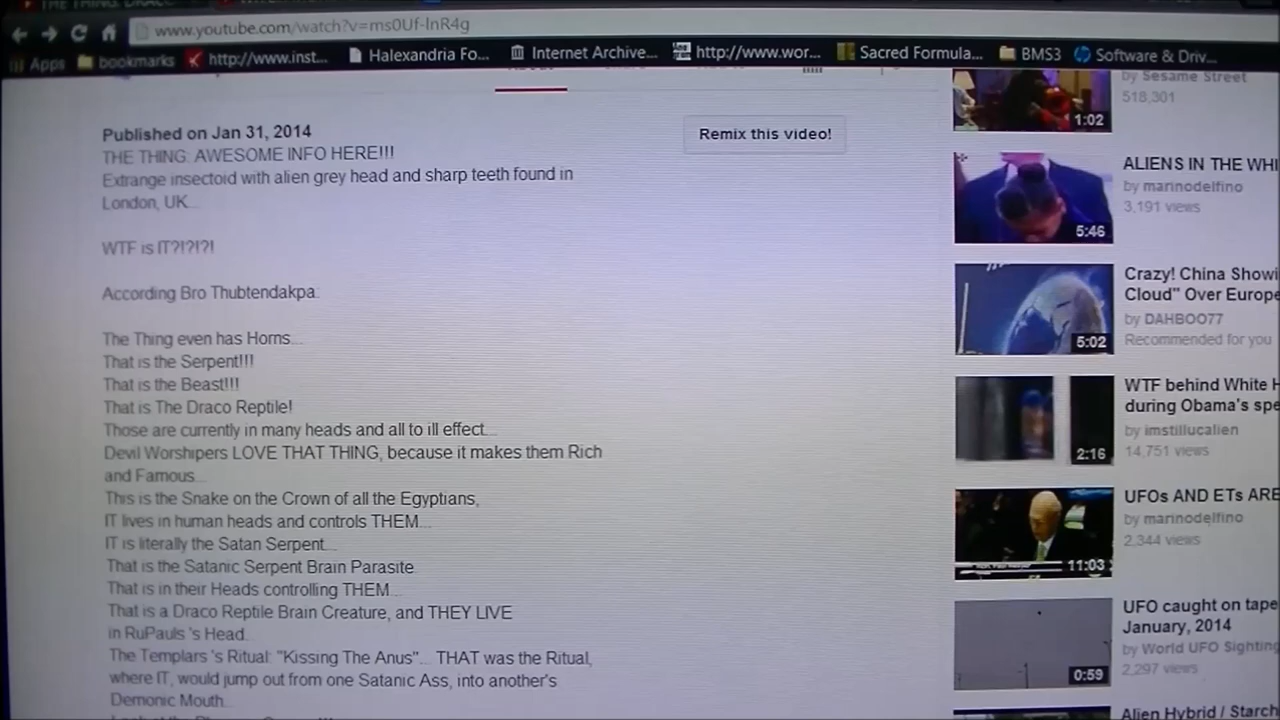 www.youtube.com/watch?v=ms0Uf-lnR4g
Apps bookmarks http://www.inst... Halexandria Fo... Internet Archive... http://www.wor... Sacred Formula... BMS3 Software & Driv...
Published on Jan 31, 2014
THE THING: AWESOME INFO HERE!!!
Extrange insectoid with alien grey head and sharp teeth found in
London, UK...
WTF is IT?!?!?!
According Bro Thubtendakpa:
The Thing even has Horns...
That is the Serpent!!!
That is the Beast!!!
That is The Draco Reptile!
Those are currently in many heads and all to ill effect...
Devil Worshipers LOVE THAT THING, because it makes them Rich
and Famous...
This is the Snake on the Crown of all the Egyptians,
IT lives in human heads and controls THEM...
IT is literally the Satan Serpent...
That is the Satanic Serpent Brain Parasite.
That is in their Heads controlling THEM...
That is a Draco Reptile Brain Creature, and THEY LIVE
in RuPauls 's Head.
The Templars 's Ritual: "Kissing The Anus"... THAT was the Ritual,
where IT, would jump out from one Satanic Ass, into another's
Demonic Mouth...
Remix this video!
by Sesame Street
518,301
1:02
ALIENS IN THE WHI
by marinodelfino
3,191 views
5:46
Crazy! China Showi
Cloud" Over Europe
by DAHBOO77
Recommended for you
5:02
WTF behind White H
during Obama's spe
by imstillucalien
14,751 views
2:16
UFOs AND ETs ARE
by marinodelfino
2,344 views
11:03
UFO caught on tape
January, 2014
by World UFO Sighting
2,297 views
0:59
Alien Hybrid / Starch